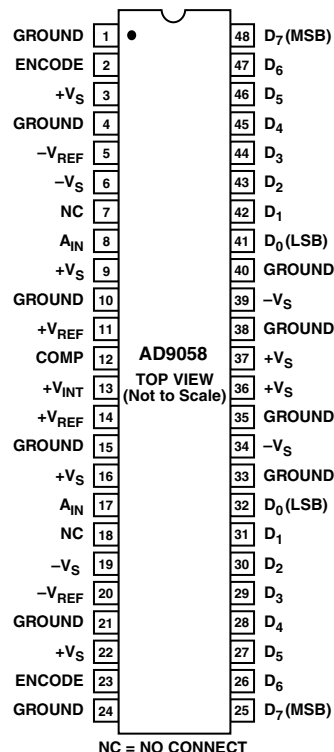 GROUND 1 48 D7 (MSB)
ENCODE 2 47 D6
+VS 3 46 D5
GROUND 4 45 D4
–VREF 5 44 D3
–VS 6 43 D2
NC 7 42 D1
AIN 8 41 D0 (LSB)
+VS 9 40 GROUND
GROUND 10 39 –VS
+VREF 11 38 GROUND
COMP 12 37 +VS
+VINT 13 36 +VS
+VREF 14 35 GROUND
GROUND 15 34 –VS
+VS 16 33 GROUND
AIN 17 32 D0 (LSB)
NC 18 31 D1
–VS 19 30 D2
–VREF 20 29 D3
GROUND 21 28 D4
+VS 22 27 D5
ENCODE 23 26 D6
GROUND 24 25 D7 (MSB)
AD9058
TOP VIEW
(Not to Scale)
NC = NO CONNECT